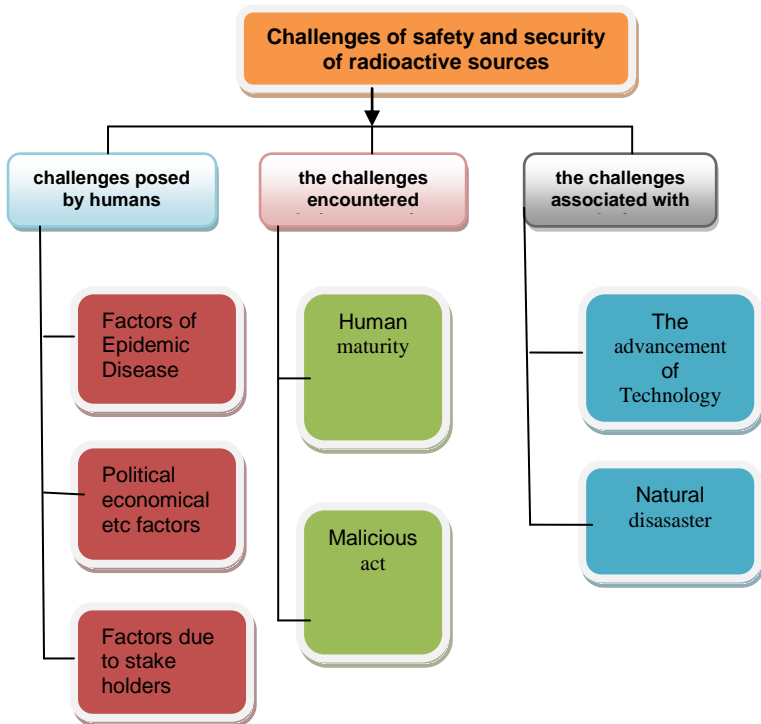 Challenges of safety and security
of radioactive sources
challenges posed
by humans
the challenges
encountered
the challenges
associated with
Factors of
Epidemic
Disease
Political
economical
etc factors
Factors due
to stake
holders
Human
maturity
Malicious
act
The
advancement
of
Technology
Natural
disasaster